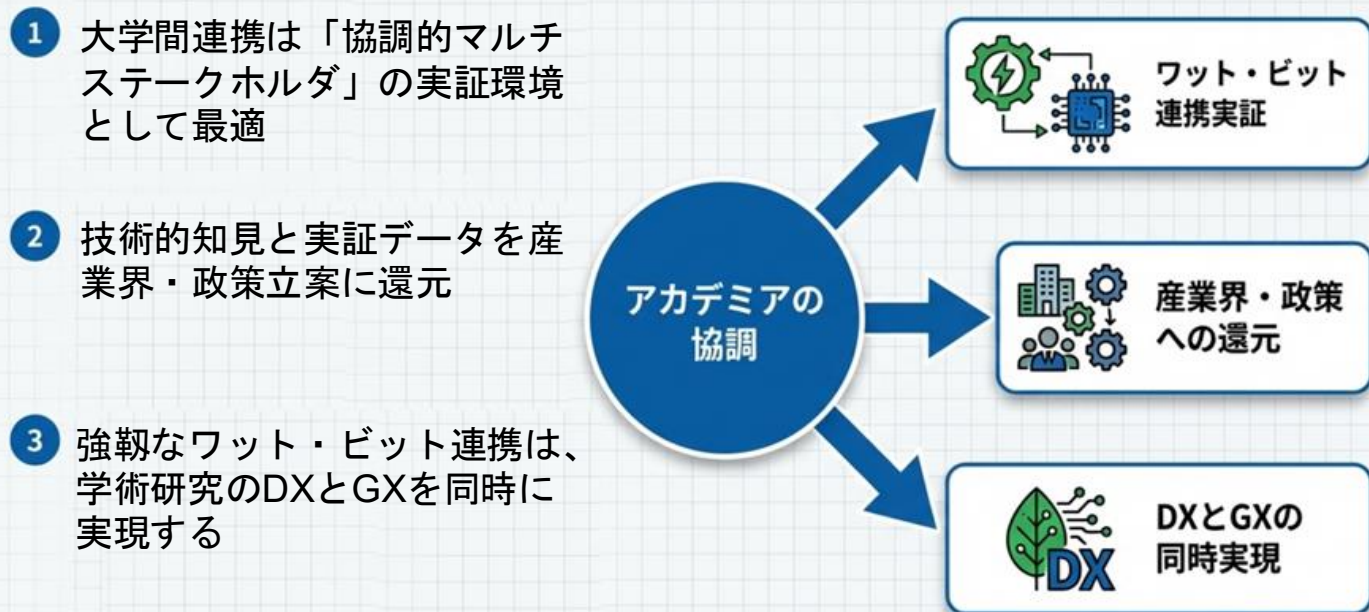 1
大学間連携は「協調的マルチ
ステークホルダ」の実証環境
として最適
2
技術的知見と実証データを産
業界・政策立案に還元
3
強靱なワット・ビット連携は、
学術研究のDXとGXを同時に
実現する
アカデミアの
協調
ワット・ビット
連携実証
産業界・政策
への還元
DX
DXとGXの
同時実現